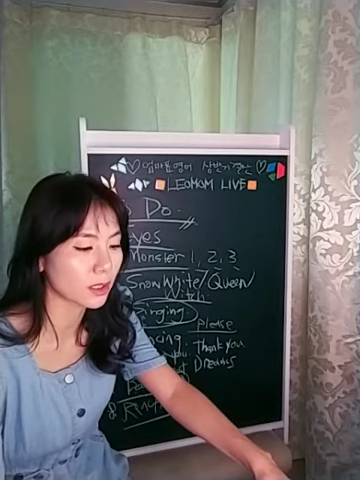 엄마표영어 상반기결산
LEOMOM LIVE
Do
Eyes
Monster 1, 2, 3
Snow White/Queen
Witch
Singing
please
thank you
Dreams